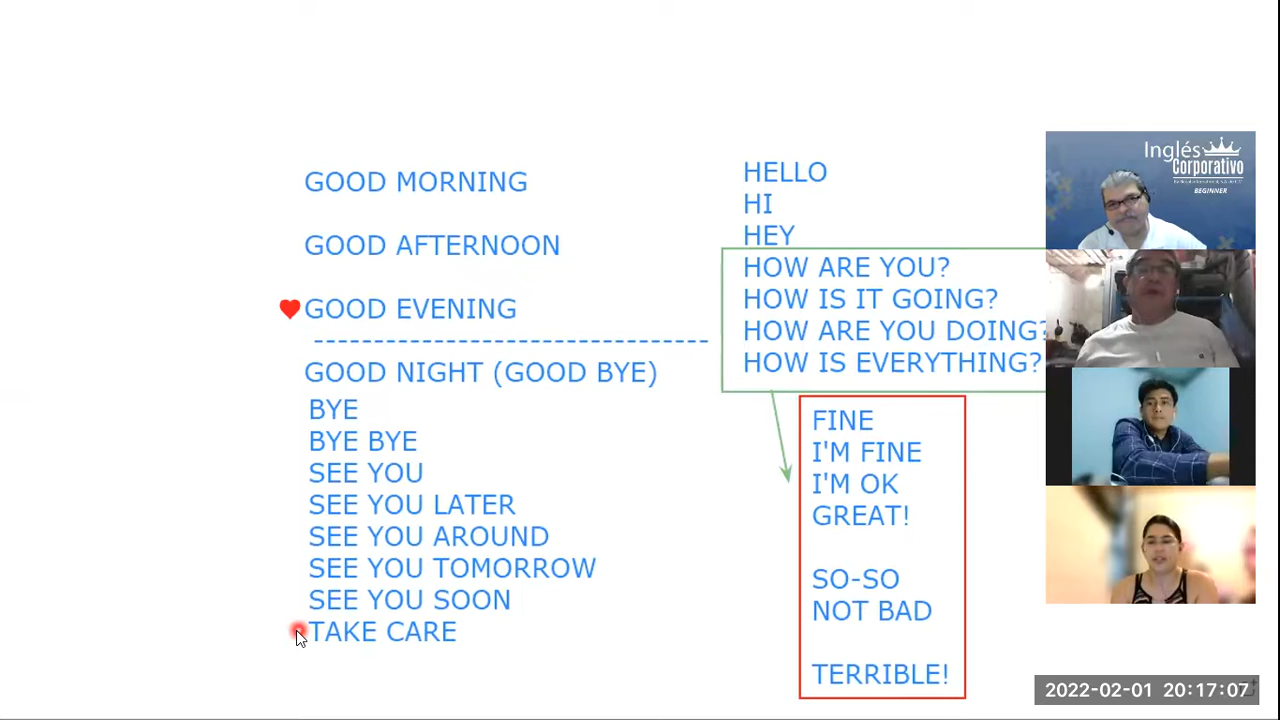 GOOD MORNING
GOOD AFTERNOON
GOOD EVENING
--------------------------------
GOOD NIGHT (GOOD BYE)
BYE
BYE BYE
SEE YOU
SEE YOU LATER
SEE YOU AROUND
SEE YOU TOMORROW
SEE YOU SOON
TAKE CARE
HELLO
HI
HEY
HOW ARE YOU?
HOW IS IT GOING?
HOW ARE YOU DOING?
HOW IS EVERYTHING?
FINE
I'M FINE
I'M OK
GREAT!
SO-SO
NOT BAD
TERRIBLE!
Inglés
Corporativo
BEGINNER
2022-02-01 20:17:07